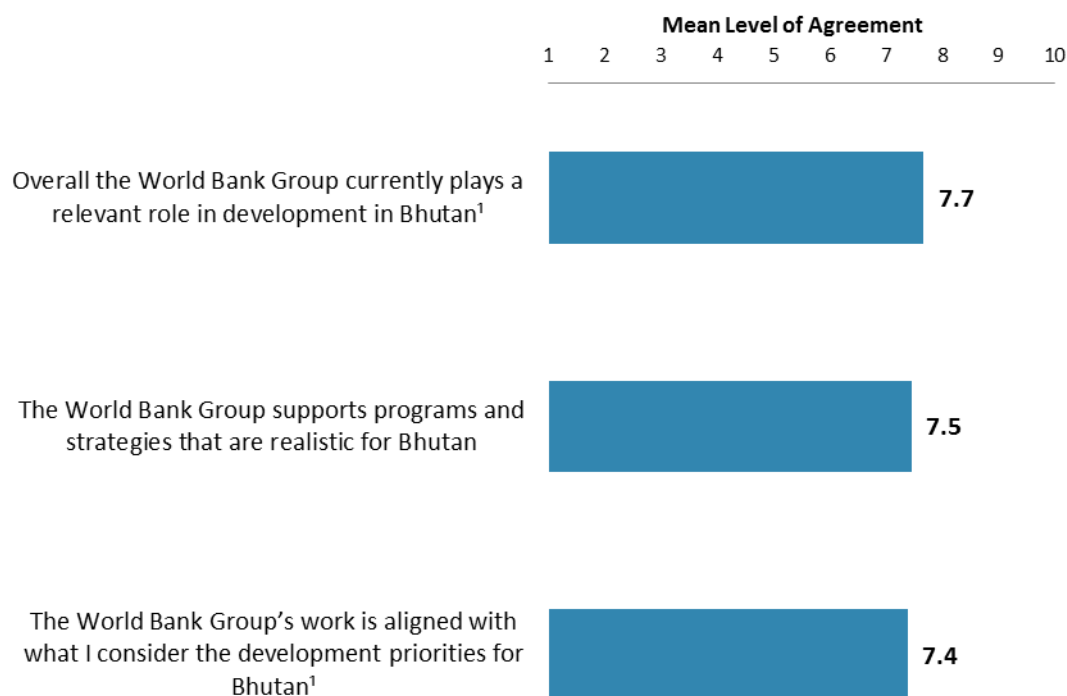 Mean Level of Agreement
1 2 3 4 5 6 7 8 9 10
Overall the World Bank Group currently plays a
relevant role in development in Bhutan¹
7.7
The World Bank Group supports programs and
strategies that are realistic for Bhutan
7.5
The World Bank Group’s work is aligned with
what I consider the development priorities for
Bhutan¹
7.4